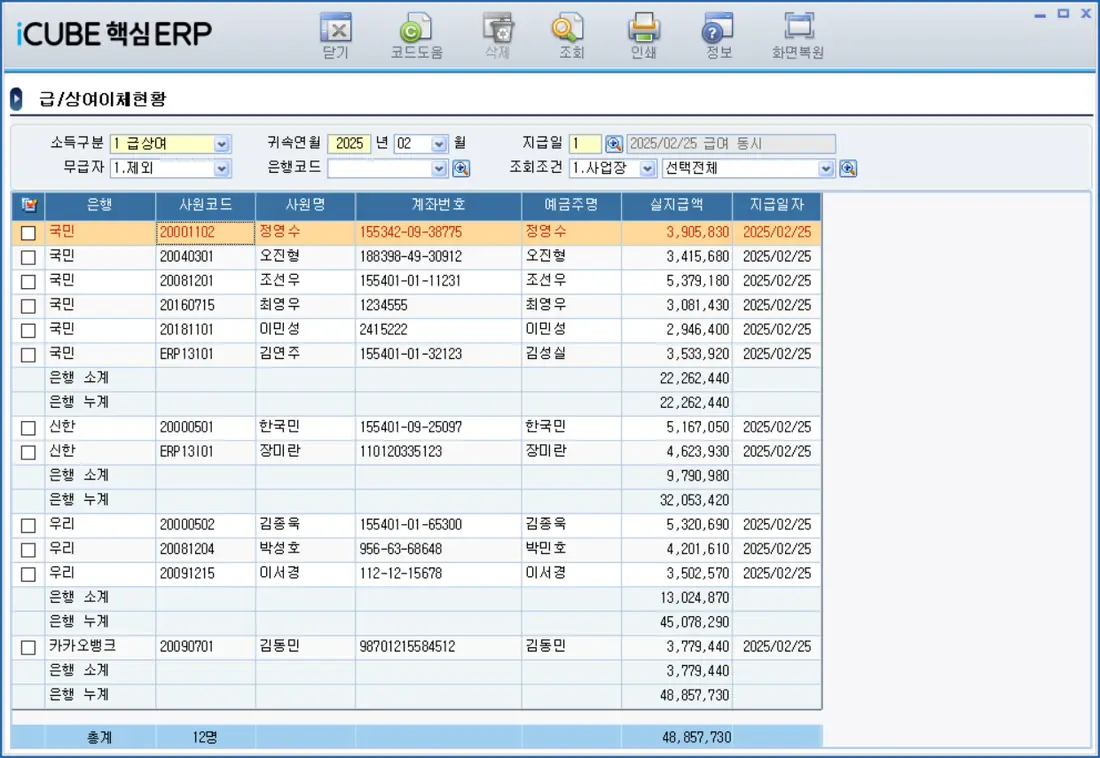 iCUBE 핵심ERP
닫기 코드도움 삭제 조회 인쇄 정보 화면복원
급/상여이체현황
소득구분 1 급상여 귀속연월 2025 년 02 월 지급일 1 2025/02/25 급여 동시
무급자 1.제외 은행코드 조회조건 1.사업장 선택전체
은행 사원코드 사원명 계좌번호 예금주명 실지급액 지급일자
국민 20001102 정영수 155342-09-38775 정영수 3,905,830 2025/02/25
국민 20040301 오진형 188398-49-30912 오진형 3,415,680 2025/02/25
국민 20081201 조선우 155401-01-11231 조선우 5,379,180 2025/02/25
국민 20160715 최영우 1234555 최영우 3,081,430 2025/02/25
국민 20181101 이민성 2415222 이민성 2,946,400 2025/02/25
국민 ERP13101 김연주 155401-01-32123 김성실 3,533,920 2025/02/25
은행 소계 22,262,440
은행 누계 22,262,440
신한 20000501 한국민 155401-09-25097 한국민 5,167,050 2025/02/25
신한 ERP13I01 장미란 110120335123 장미란 4,623,930 2025/02/25
은행 소계 9,790,980
은행 누계 32,053,420
우리 20000502 김종욱 155401-01-65300 김종욱 5,320,690 2025/02/25
우리 20081204 박성호 956-63-68648 박민호 4,201,610 2025/02/25
우리 20091215 이서경 112-12-15678 이서경 3,502,570 2025/02/25
은행 소계 13,024,870
은행 누계 45,078,290
카카오뱅크 20090701 김동민 98701215584512 김동민 3,779,440 2025/02/25
은행 소계 3,779,440
은행 누계 48,857,730
총계 12명 48,857,730